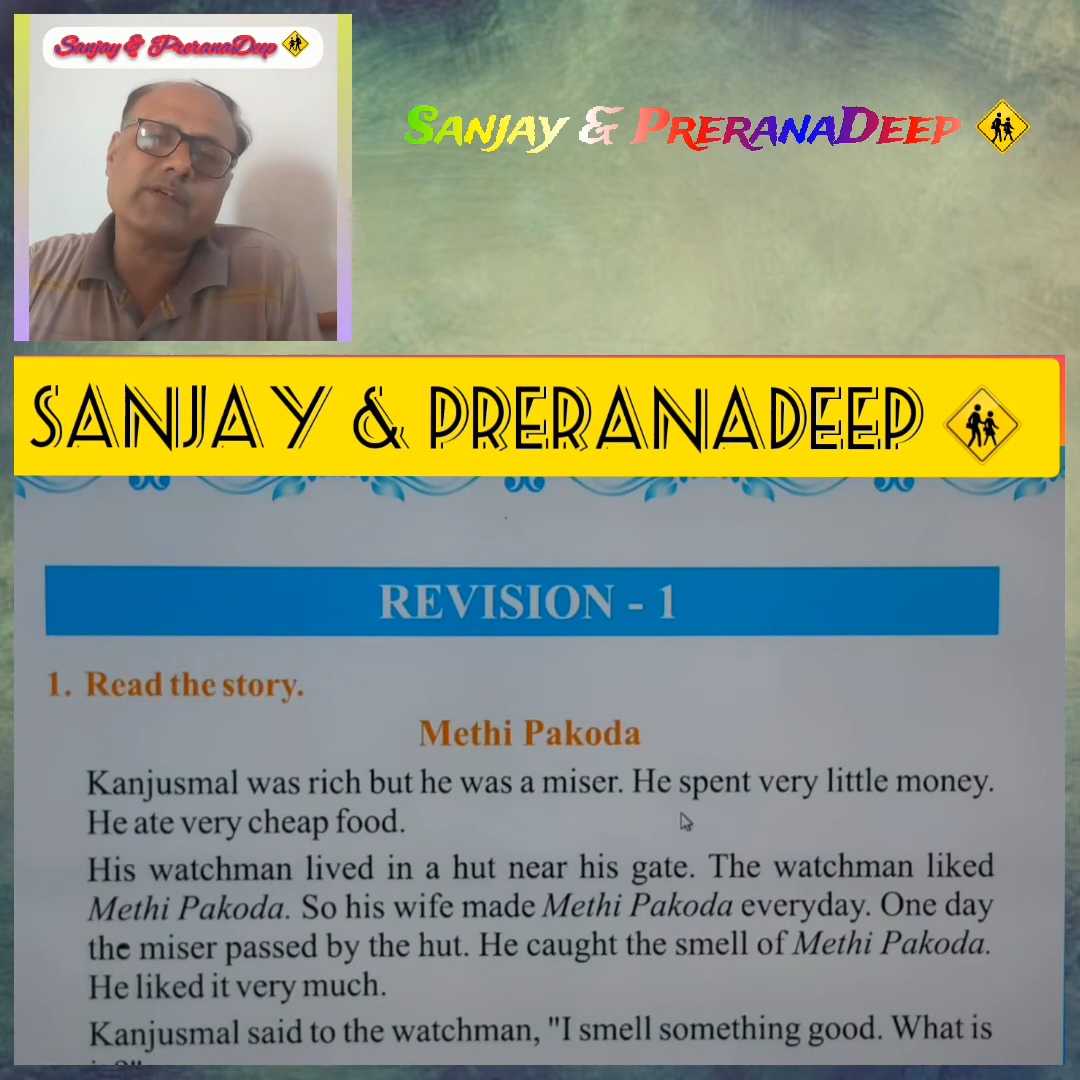 Sanjay & PreranaDeep
Sanjay & PreranaDeep
SANJAY & PRERANADEEP
REVISION - 1
1. Read the story.
Methi Pakoda
Kanjusmal was rich but he was a miser. He spent very little money.
He ate very cheap food.
His watchman lived in a hut near his gate. The watchman liked
Methi Pakoda. So his wife made Methi Pakoda everyday. One day
the miser passed by the hut. He caught the smell of Methi Pakoda.
He liked it very much.
Kanjusmal said to the watchman, "I smell something good. What is